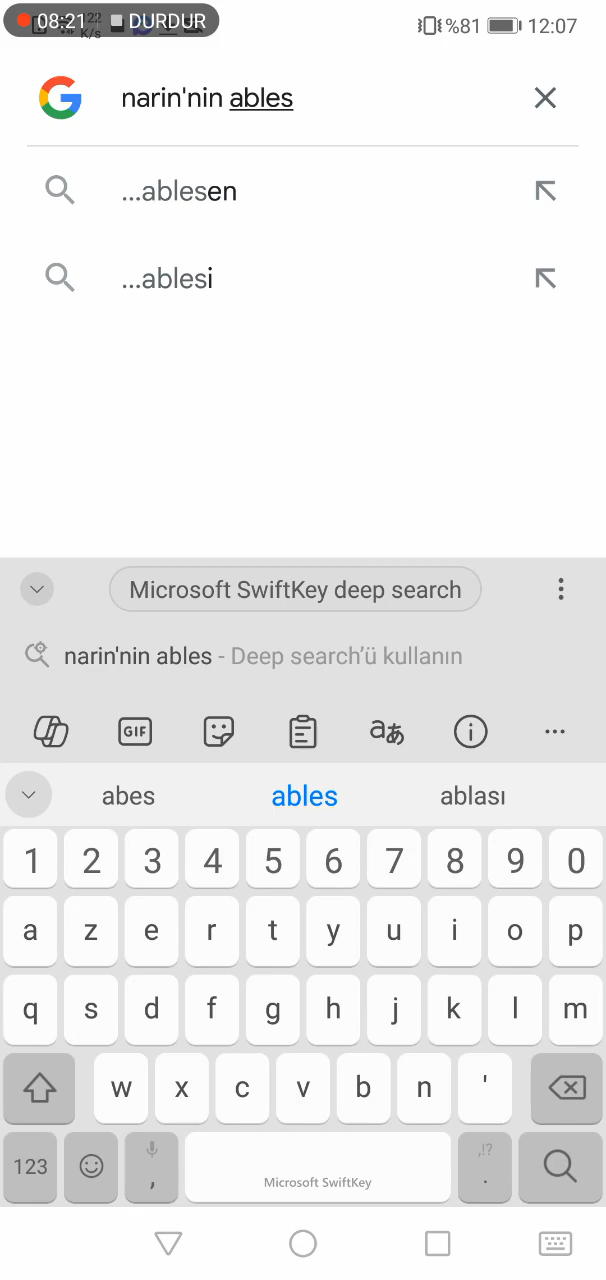 08:21 DURDUR %81 12:07
narin'nin ables
...ablesen
...ablesi
Microsoft SwiftKey deep search
narin'nin ables - Deep search'ü kullanın
GIF
abes ables ablası
1 2 3 4 5 6 7 8 9 0
a z e r t y u i o p
q s d f g h j k l m
w x c v b n '
123 , Microsoft SwiftKey ,!? .